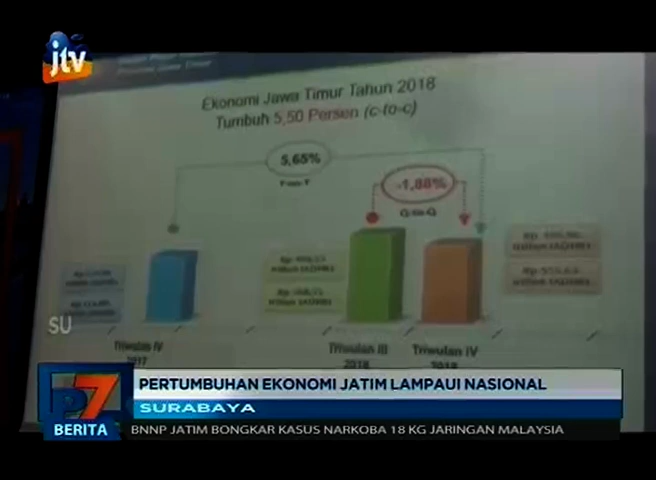 jtv
Ekonomi Jawa Timur Tahun 2018
Tumbuh 5,50 Persen (c-to-c)
5,65%
Y-on-Y
-1,88%
Q-to-Q
SU
Triwulan IV
2017
Triwulan III
2018
Triwulan IV
2018
P7
BERITA
PERTUMBUHAN EKONOMI JATIM LAMPAUI NASIONAL
SURABAYA
BNNP JATIM BONGKAR KASUS NARKOBA 18 KG JARINGAN MALAYSIA